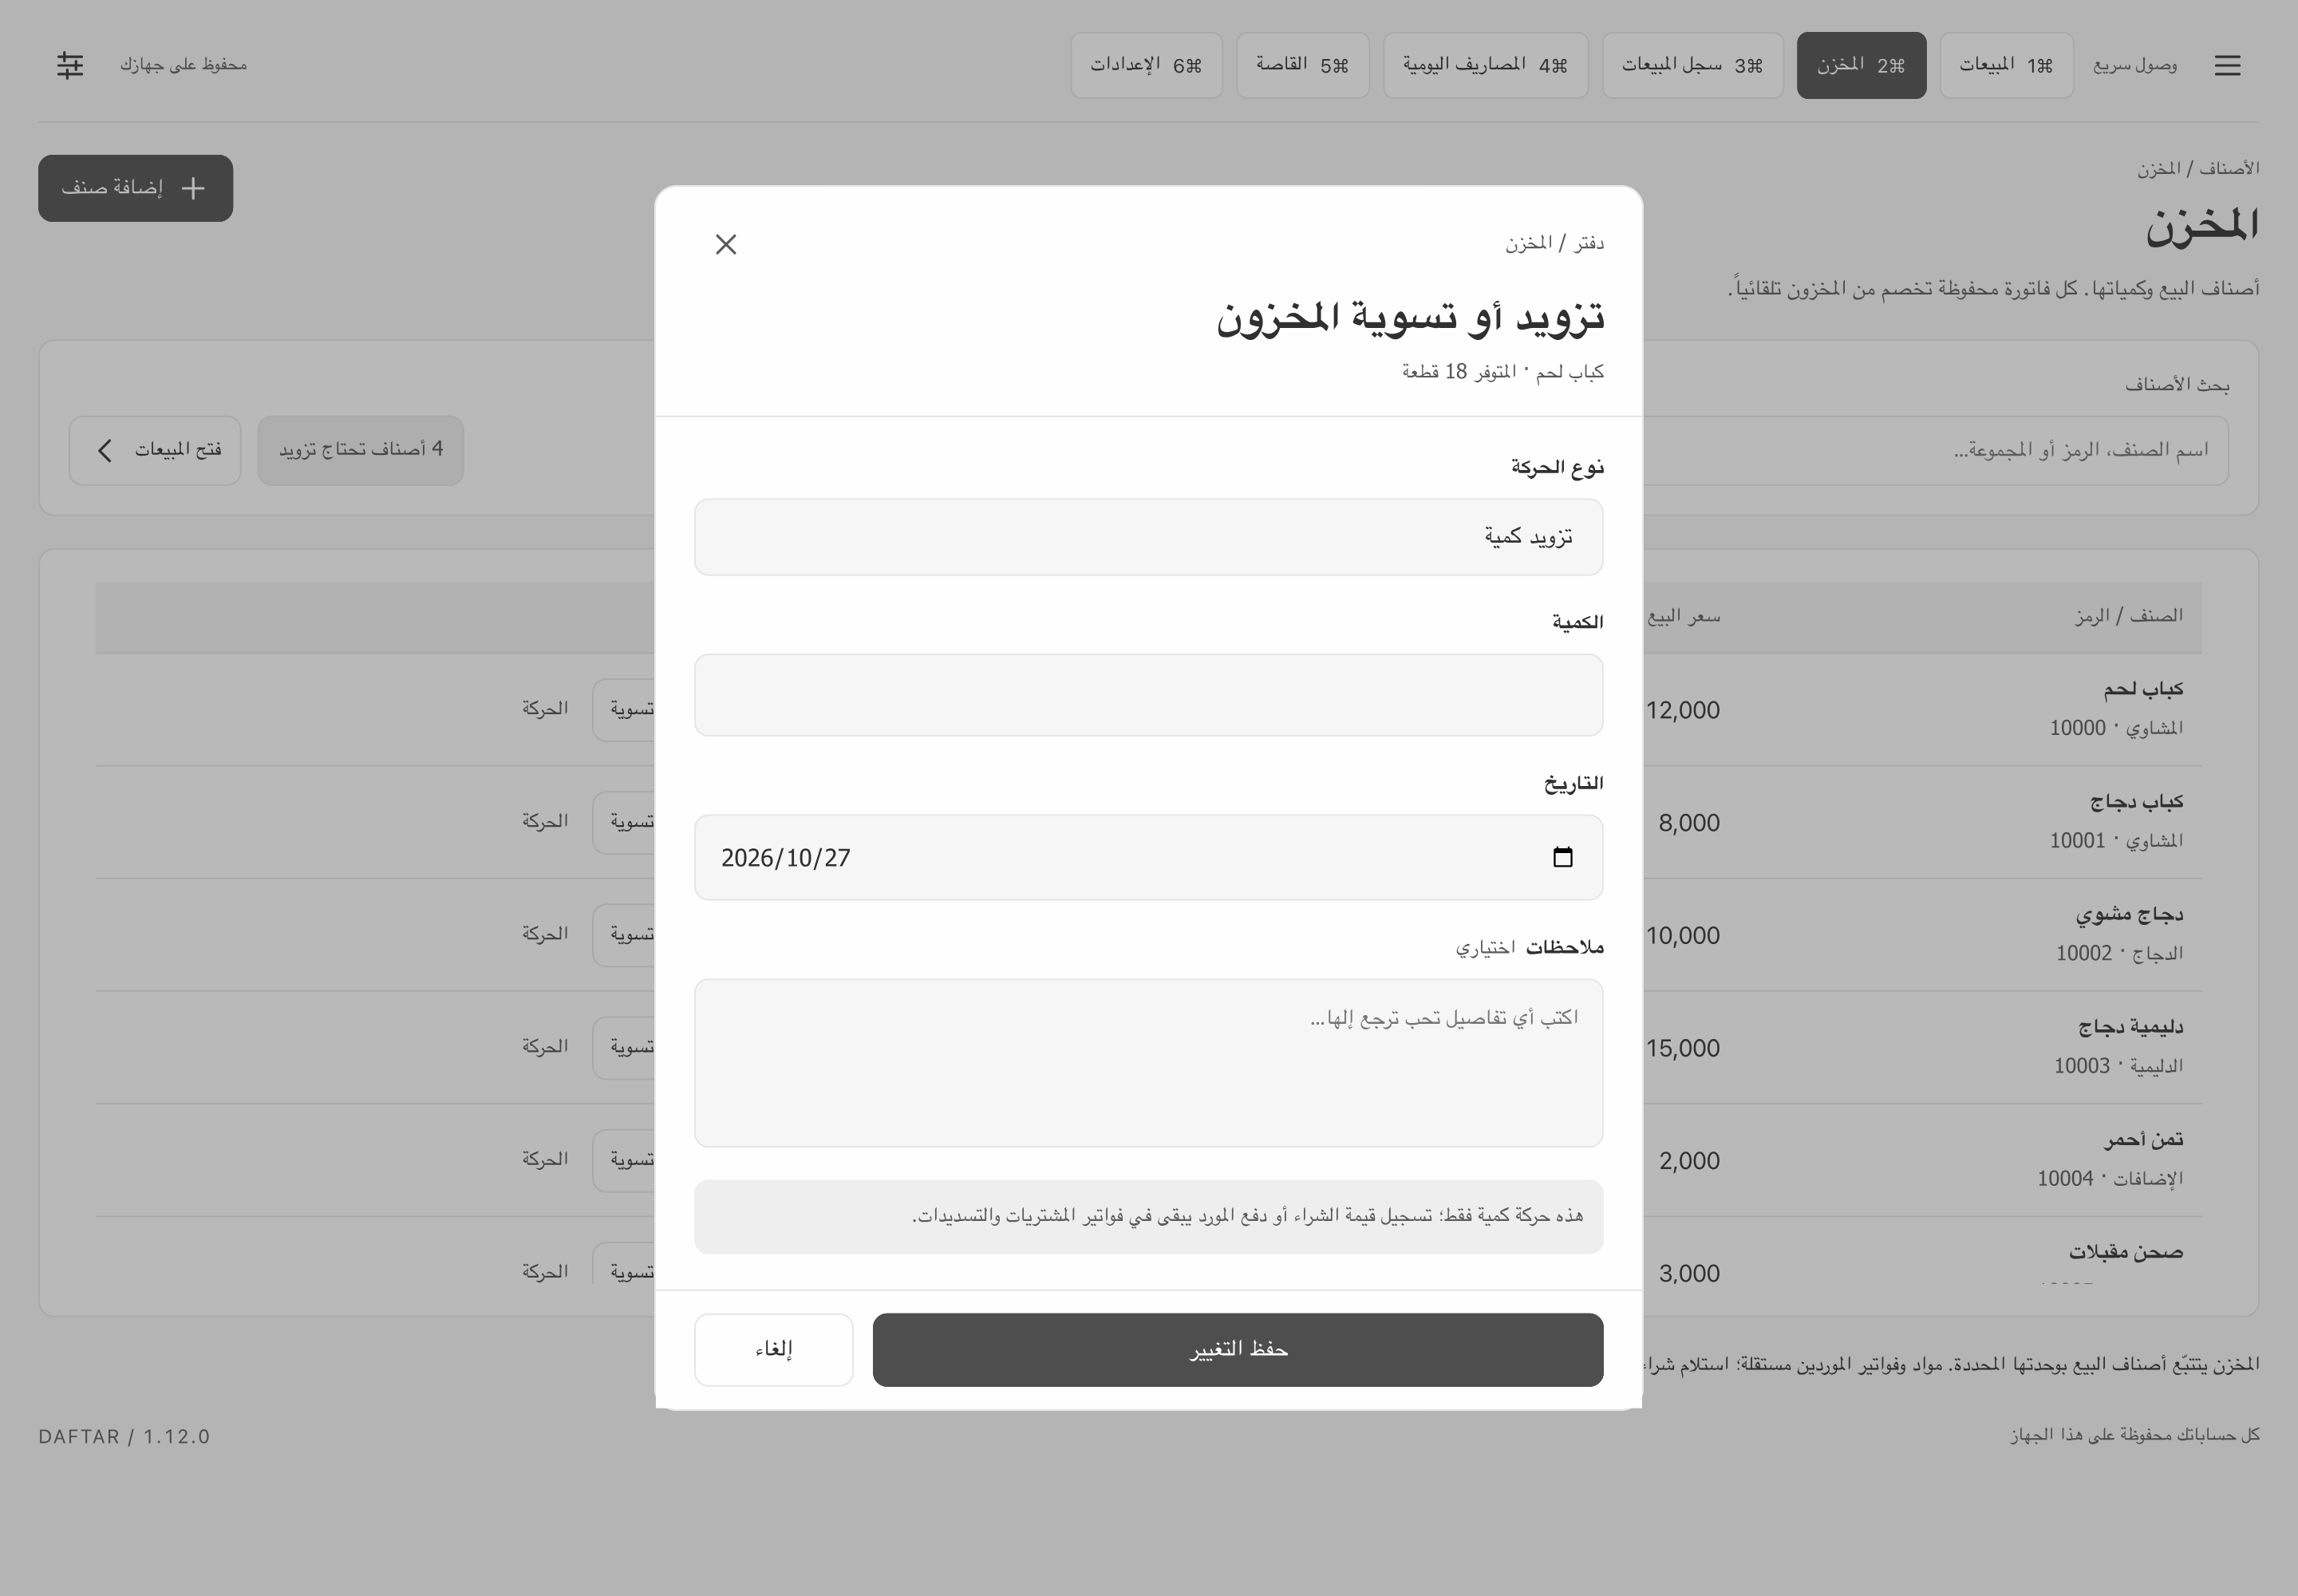 وصول سريع
⌘1 المبيعات
⌘2 المخزن
⌘3 سجل المبيعات
⌘4 المصاريف اليومية
⌘5 القاصة
⌘6 الإعدادات
محفوظ على جهازك
الأصناف / المخزن
المخزن
أصناف البيع وكمياتها. كل فاتورة محفوظة تخصم من المخزون تلقائياً.
إضافة صنف
بحث الأصناف
اسم الصنف، الرمز أو المجموعة...
4 أصناف تحتاج تزويد
فتح المبيعات
الصنف / الرمز
سعر البيع
كباب لحم
المشاوي · 10000
12,000
تسوية
الحركة
كباب دجاج
المشاوي · 10001
8,000
تسوية
الحركة
دجاج مشوي
الدجاج · 10002
10,000
تسوية
الحركة
دليمية دجاج
الدليمية · 10003
15,000
تسوية
الحركة
تمن أحمر
الإضافات · 10004
2,000
تسوية
الحركة
صحن مقبلات
3,000
تسوية
الحركة
دفتر / المخزن
تزويد أو تسوية المخزون
كباب لحم · المتوفر 18 قطعة
نوع الحركة
تزويد كمية
الكمية
التاريخ
2026/10/27
ملاحظات اختياري
اكتب أي تفاصيل تحب ترجع إلها...
هذه حركة كمية فقط؛ تسجيل قيمة الشراء أو دفع المورد يبقى في فواتير المشتريات والتسديدات.
حفظ التغيير
إلغاء
المخزن يتتبّع أصناف البيع بوحدتها المحددة. مواد وفواتير الموردين مستقلة؛ استلام شراء
كل حساباتك محفوظة على هذا الجهاز
DAFTAR / 1.12.0